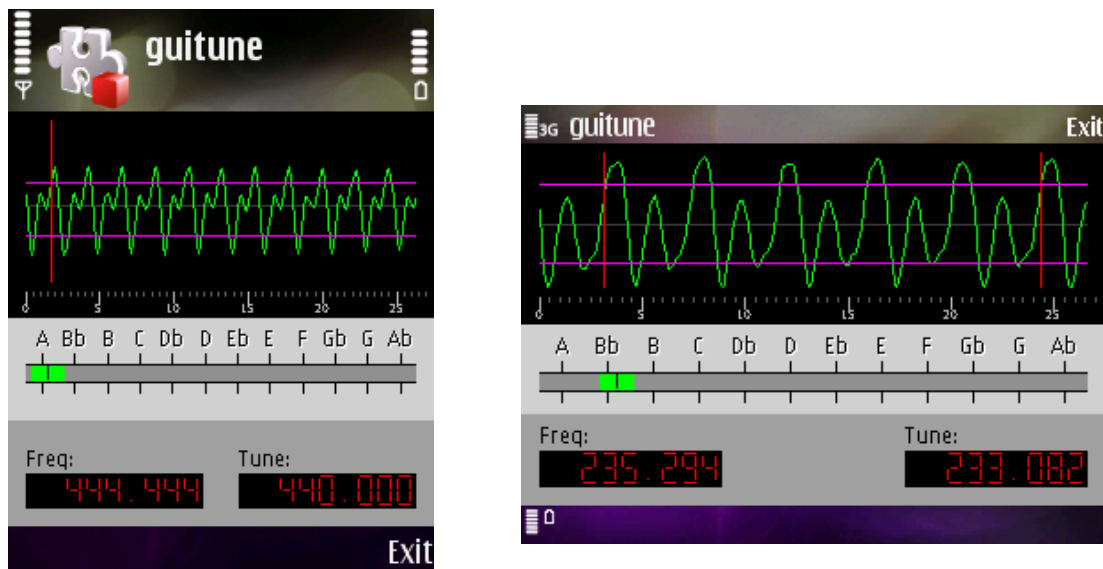 guitune
0 5 10 15 20 25
A Bb B C Db D Eb E F Gb G Ab
Freq: Tune:
444.444 440.000
Exit
3G guitune Exit
0 5 10 15 20 25
A Bb B C Db D Eb E F Gb G Ab
Freq: Tune:
235.294 233.082